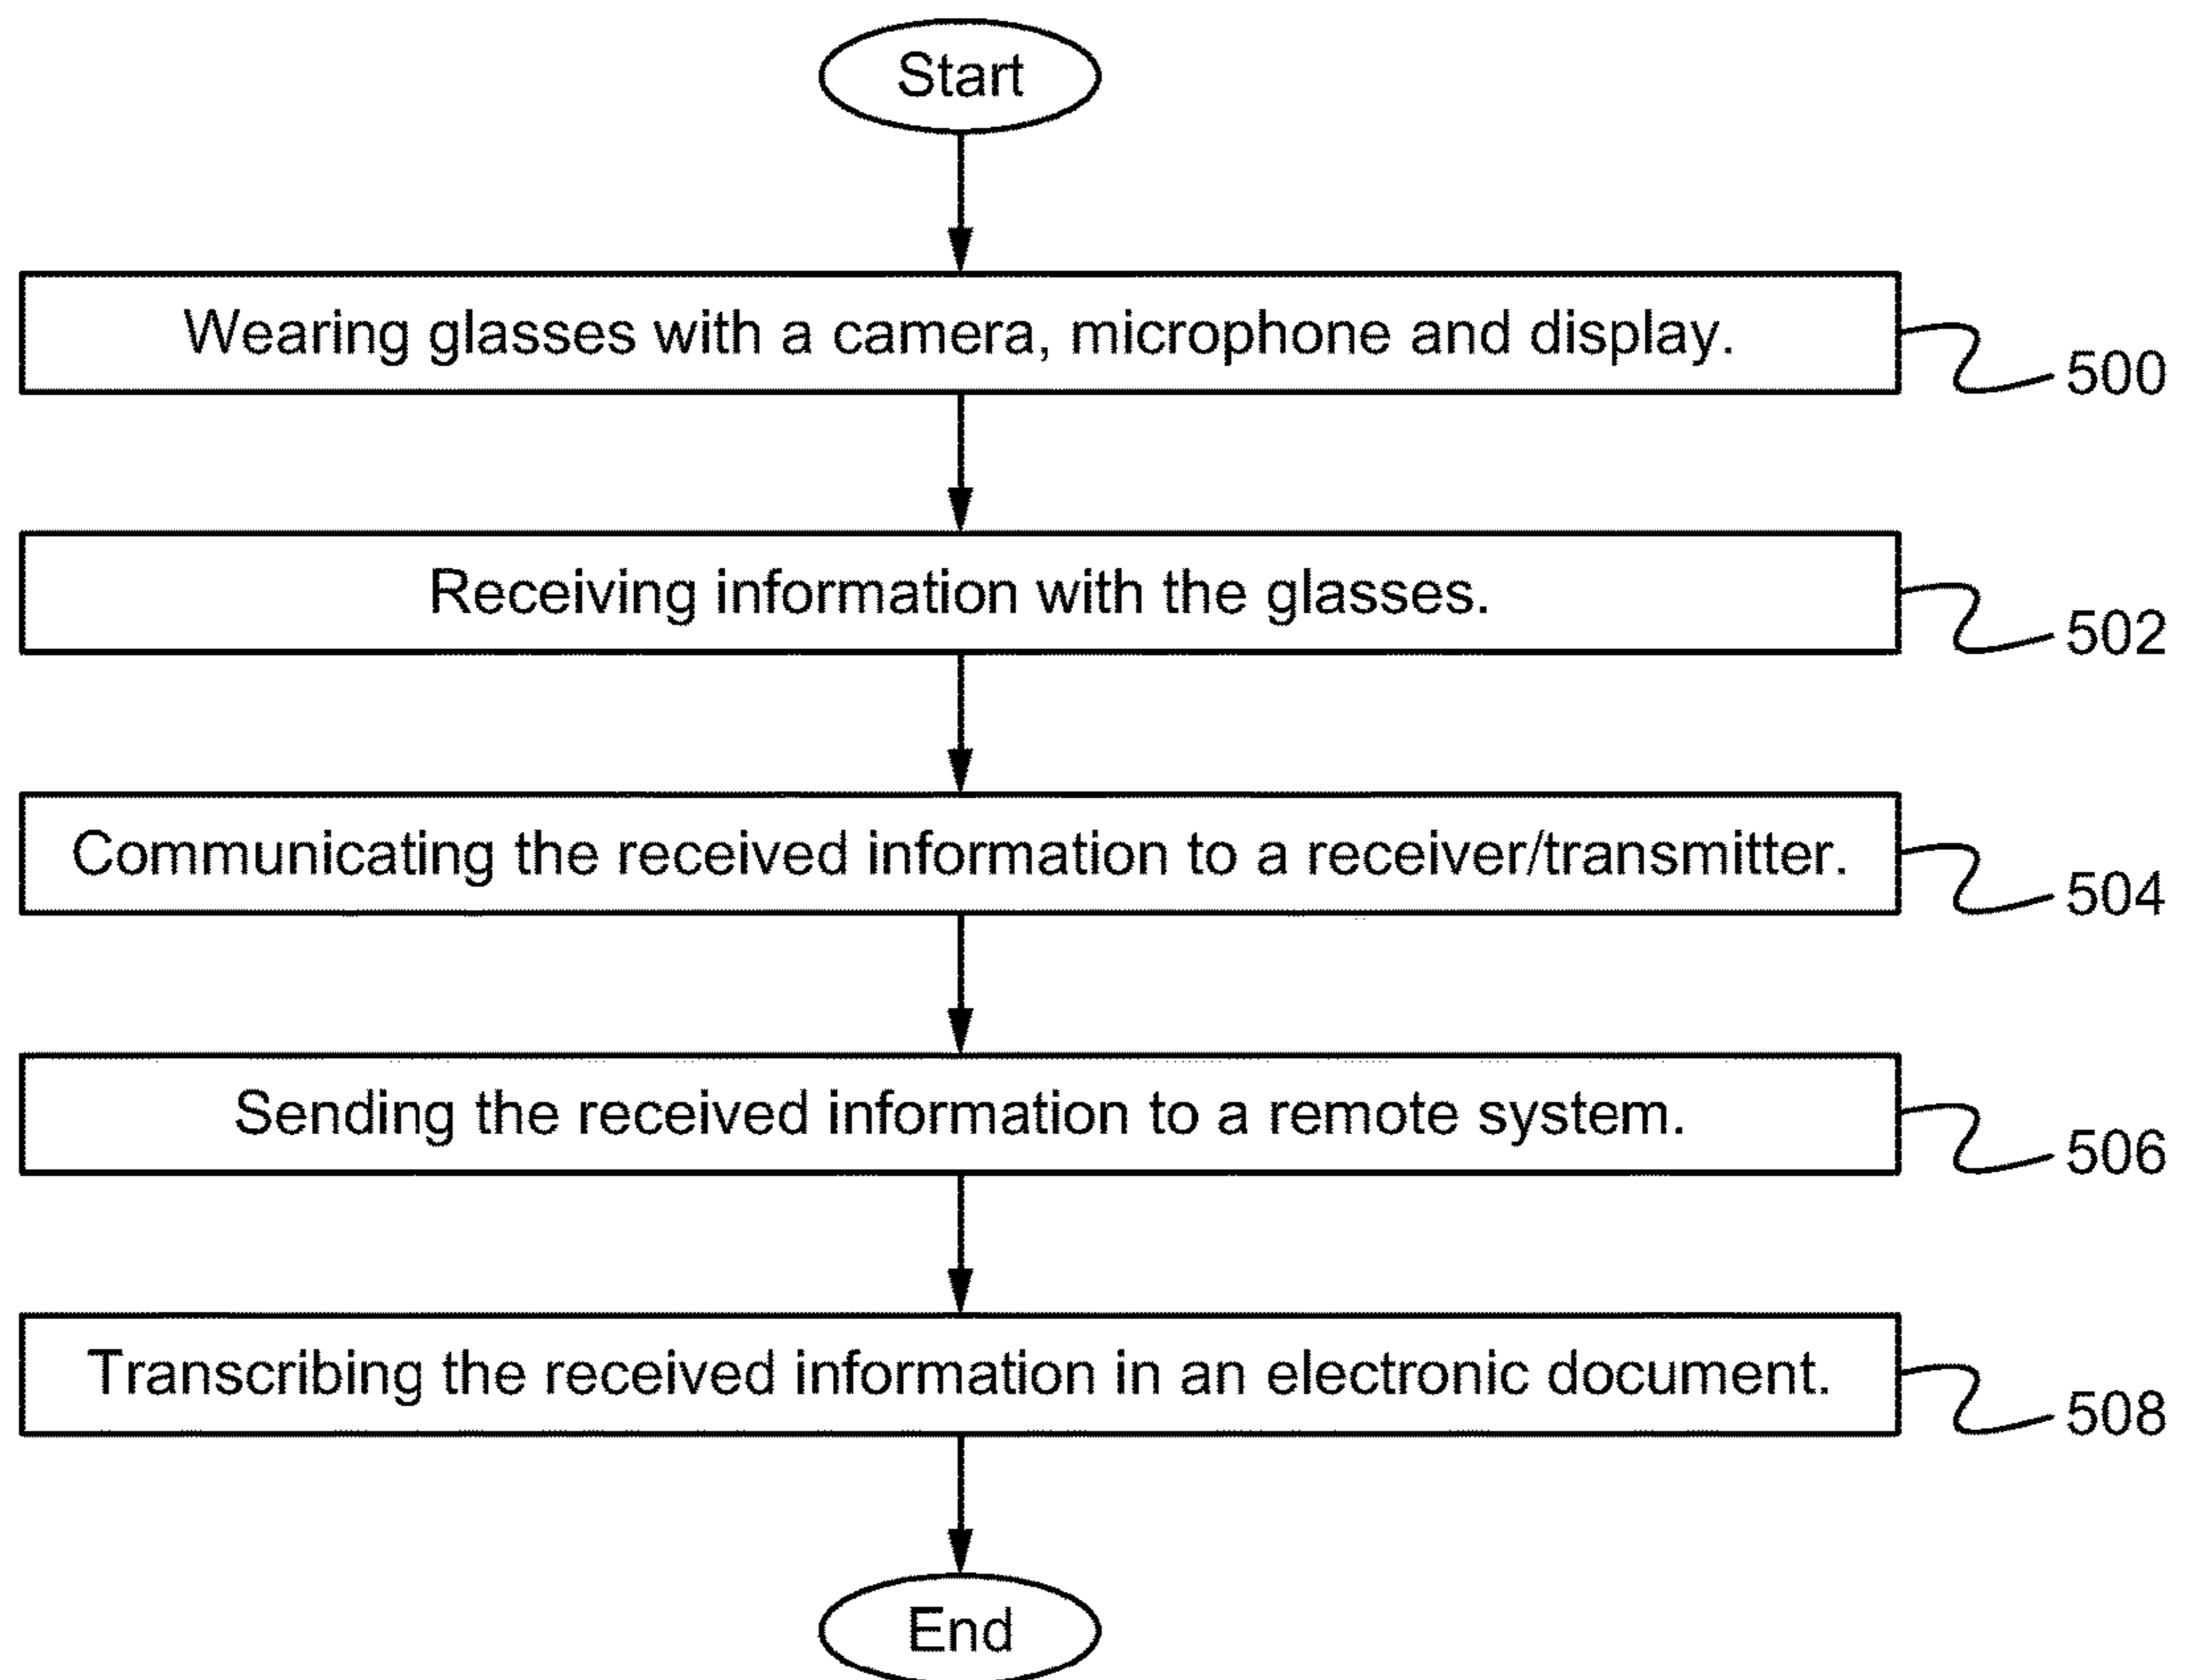 Start
Wearing glasses with a camera, microphone and display.
500
Receiving information with the glasses.
502
Communicating the received information to a receiver/transmitter.
504
Sending the received information to a remote system.
506
Transcribing the received information in an electronic document.
508
End